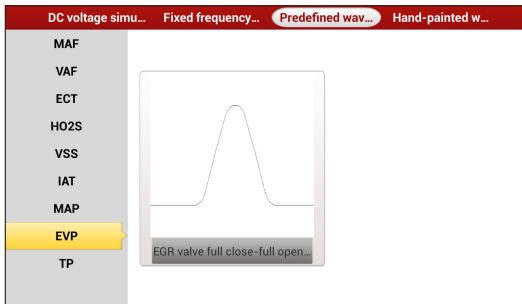 DC voltage simu... Fixed frequency... Predefined wav... Hand-painted w...
MAF
VAF
ECT
HO2S
VSS
IAT
MAP
EVP
TP
EGR valve full close-full open...